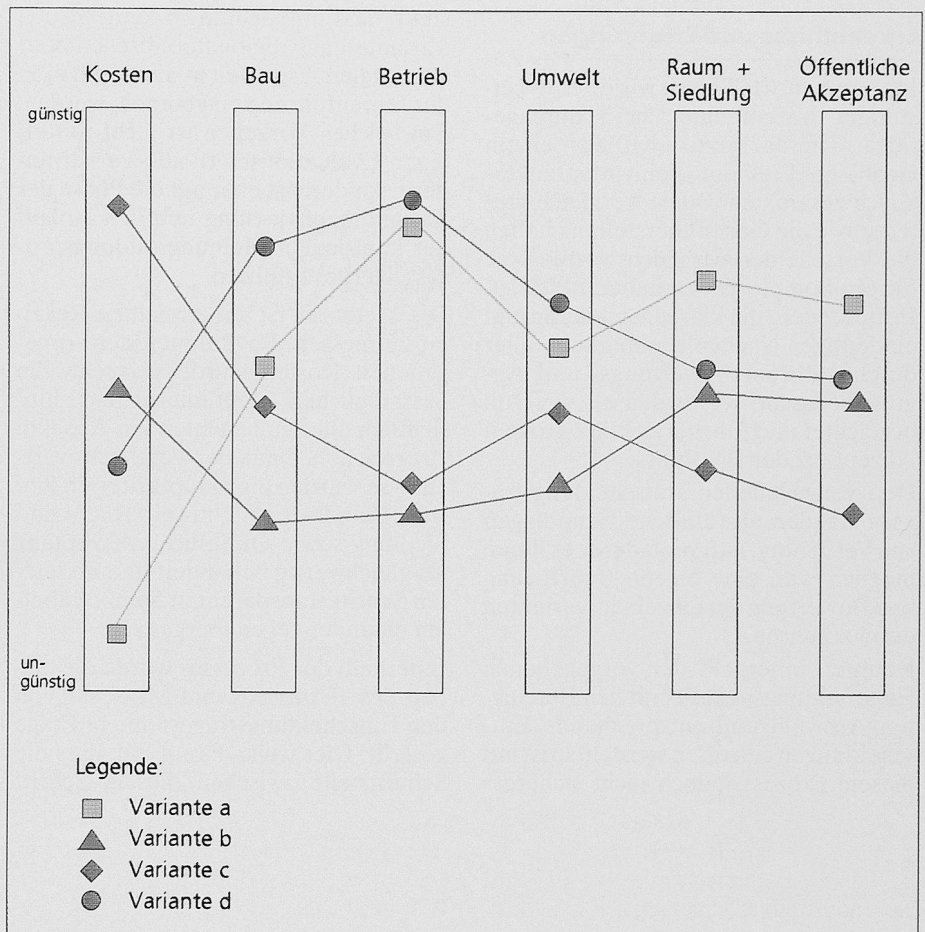 Kosten
Bau
Betrieb
Umwelt
Raum +
Siedlung
Öffentliche
Akzeptanz
günstig
un-
günstig
Legende:
Variante a
Variante b
Variante c
Variante d